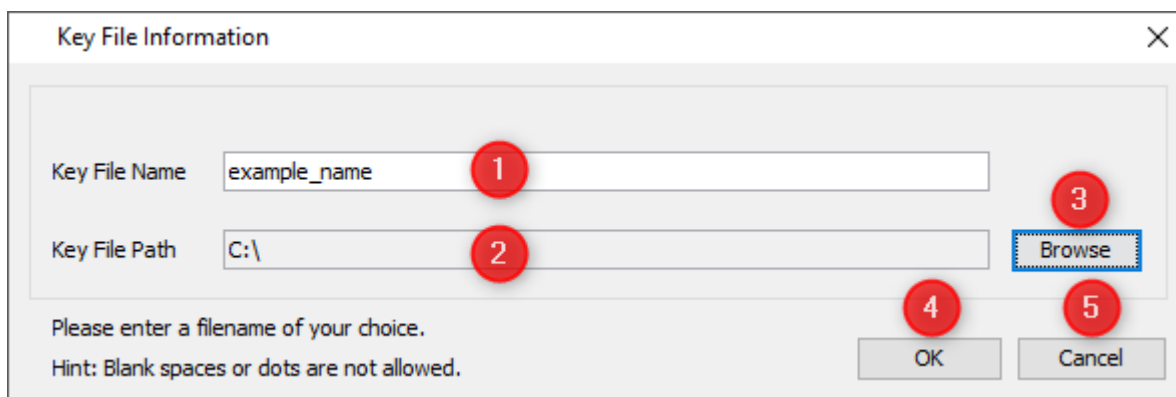 Key File Information
Key File Name
example_name
1
3
Key File Path
C:\
2
Browse
4
5
Please enter a filename of your choice.
OK
Cancel
Hint: Blank spaces or dots are not allowed.